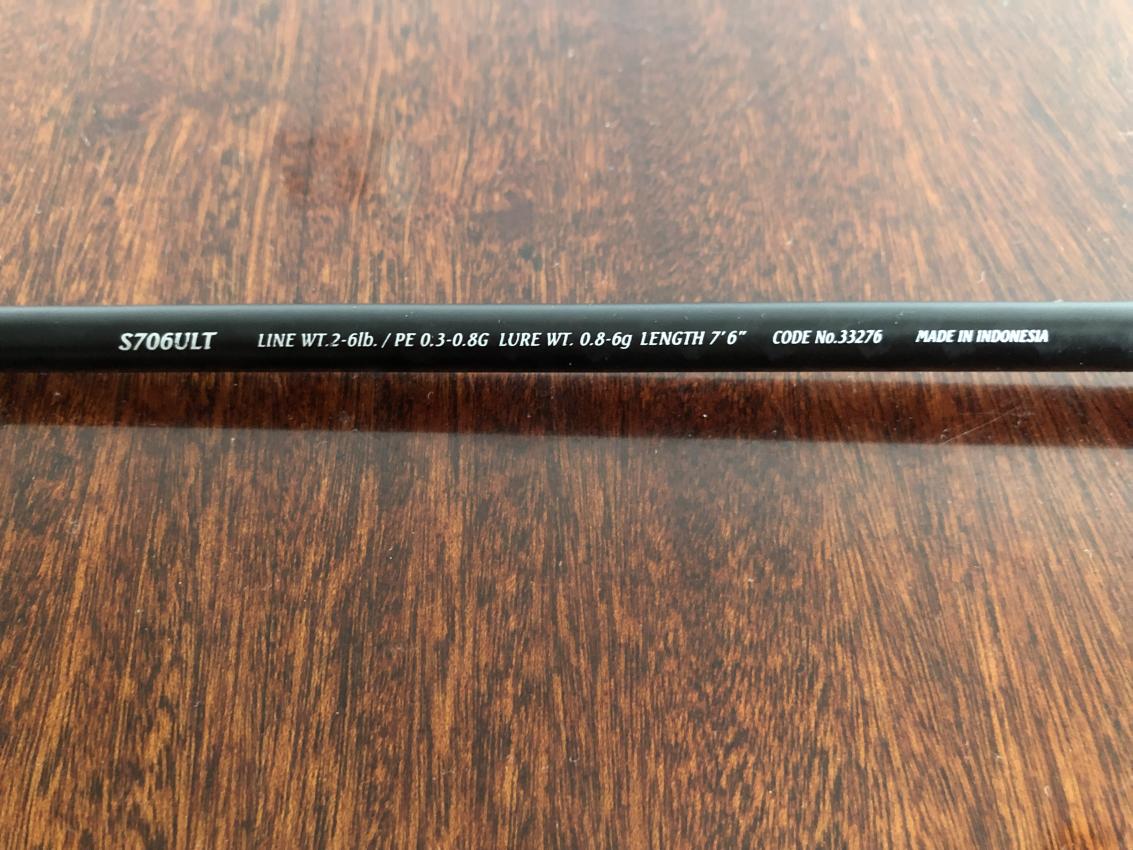 S706ULT LINE WT.2-6lb. / PE 0.3-0.8G LURE WT. 0.8-6g LENGTH 7'6" CODE No.33276 MADE IN INDONESIA